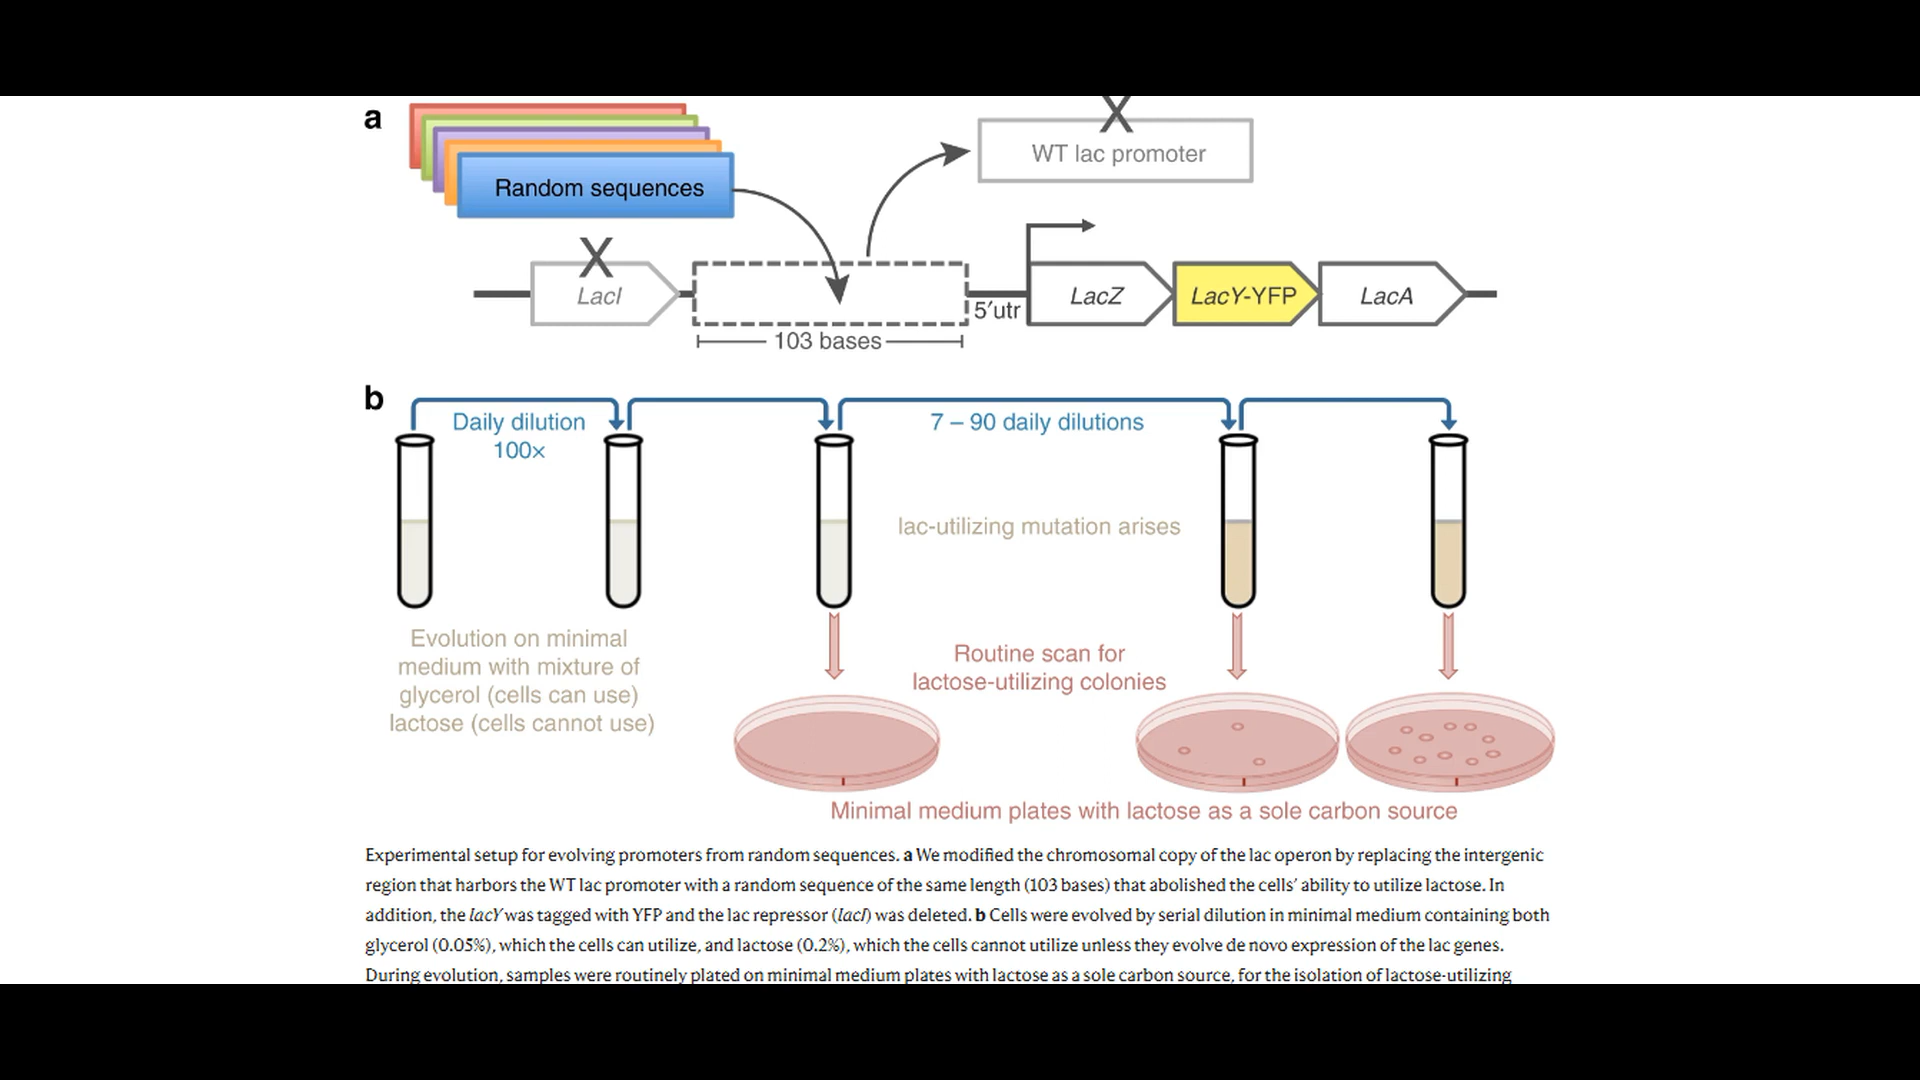 a
Random sequences
X
WT lac promoter
X
LacI
5′utr
LacZ
LacY-YFP
LacA
103 bases
b
Daily dilution
100×
7 – 90 daily dilutions
lac-utilizing mutation arises
Evolution on minimal
medium with mixture of
glycerol (cells can use)
lactose (cells cannot use)
Routine scan for
lactose-utilizing colonies
Minimal medium plates with lactose as a sole carbon source
Experimental setup for evolving promoters from random sequences. a We modified the chromosomal copy of the lac operon by replacing the intergenic
region that harbors the WT lac promoter with a random sequence of the same length (103 bases) that abolished the cells’ ability to utilize lactose. In
addition, the lacY was tagged with YFP and the lac repressor (lacI) was deleted. b Cells were evolved by serial dilution in minimal medium containing both
glycerol (0.05%), which the cells can utilize, and lactose (0.2%), which the cells cannot utilize unless they evolve de novo expression of the lac genes.
During evolution, samples were routinely plated on minimal medium plates with lactose as a sole carbon source, for the isolation of lactose-utilizing